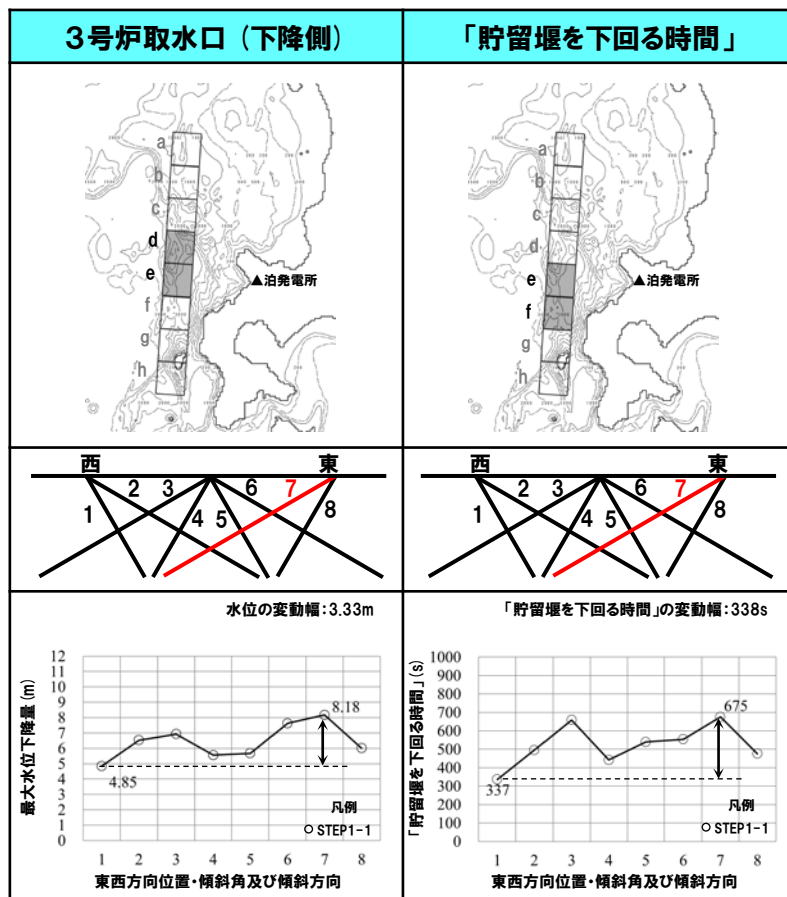 3号炉取水口（下降側）
「貯留堰を下回る時間」
a
b
c
d
e
f
g
h
▲泊発電所
a
b
c
d
e
f
g
h
▲泊発電所
西 東
1 2 3 4 5 6 7 8
西 東
1 2 3 4 5 6 7 8
水位の変動幅：3.33m
最大水位下降量(m)
12
11
10
9
8
7
6
5
4
3
2
1
0
8.18
4.85
凡例
○ STEP1-1
1 2 3 4 5 6 7 8
東西方向位置・傾斜角及び傾斜方向
「貯留堰を下回る時間」の変動幅：338s
「貯留堰を下回る時間」(s)
1000
900
800
700
600
500
400
300
200
100
0
675
337
凡例
○ STEP1-1
1 2 3 4 5 6 7 8
東西方向位置・傾斜角及び傾斜方向